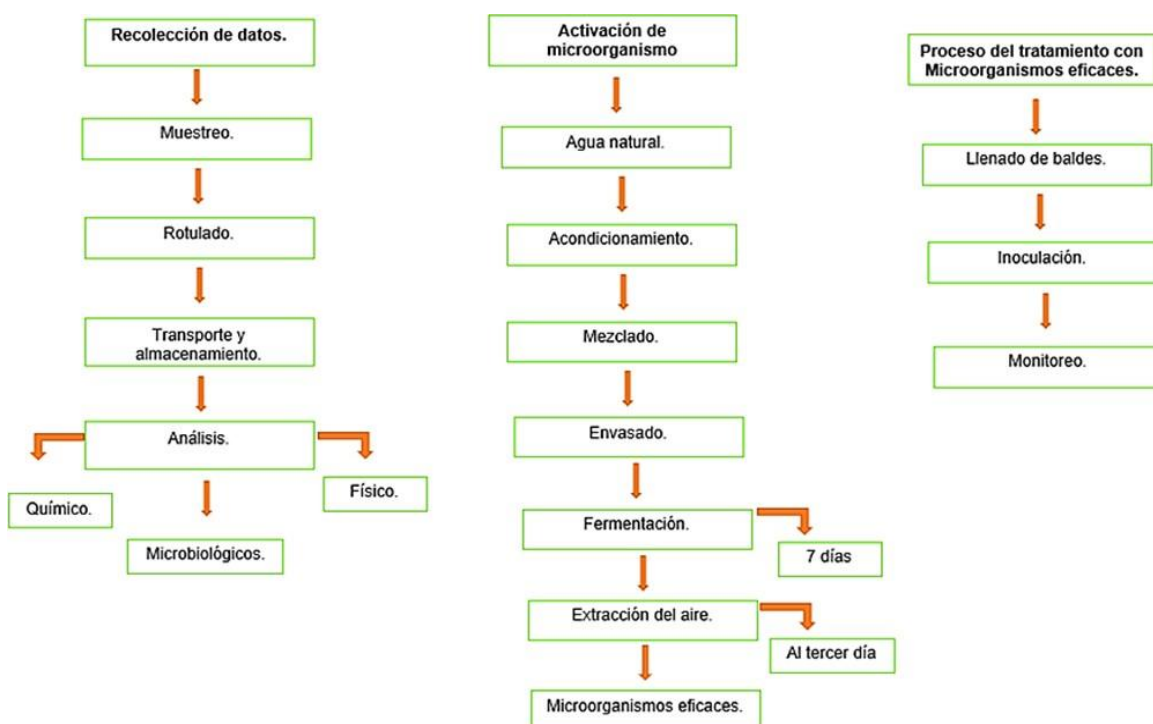 Recolección de datos.
Muestreo.
Rotulado.
Transporte y
almacenamiento.
Análisis.
Químico.
Físico.
Microbiológicos.
Activación de
microorganismo
Agua natural.
Acondicionamiento.
Mezclado.
Envasado.
Fermentación.
7 días
Extracción del aire.
Al tercer día
Microorganismos eficaces.
Proceso del tratamiento con
Microorganismos eficaces.
Llenado de baldes.
Inoculación.
Monitoreo.